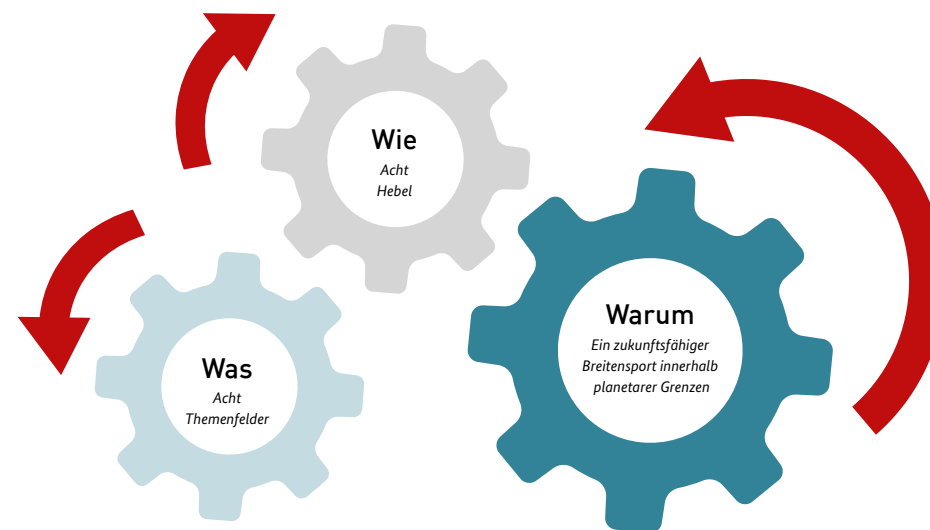 Wie
Acht
Hebel
Was
Acht
Themenfelder
Warum
Ein zukunftsfähiger
Breitensport innerhalb
planetarer Grenzen